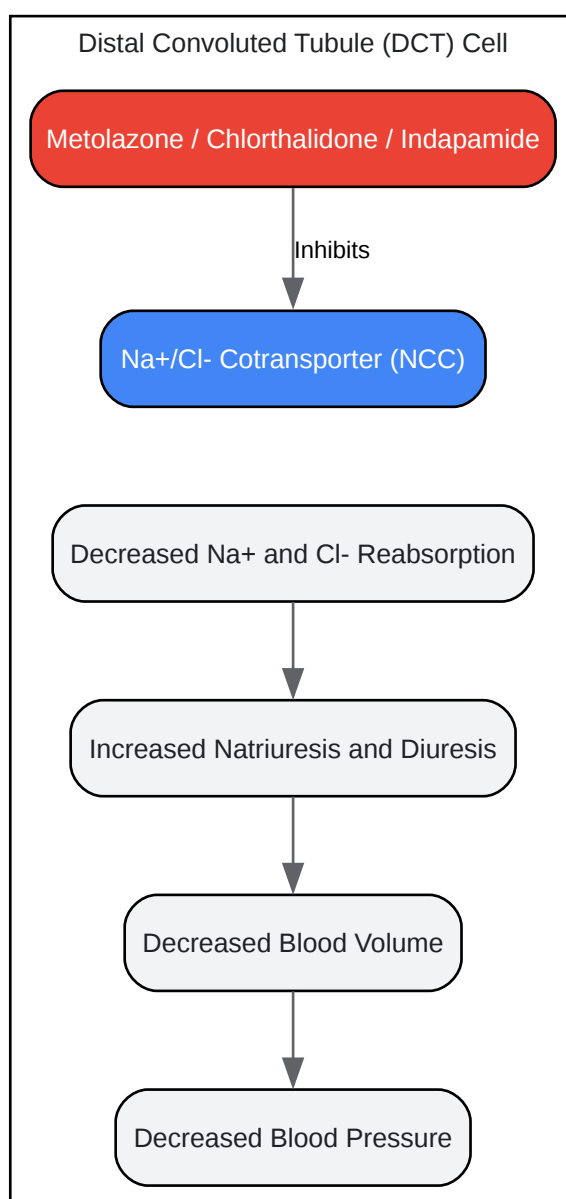 Distal Convoluted Tubule (DCT) Cell
Metolazone / Chlorthalidone / Indapamide
Inhibits
Na+/Cl- Cotransporter (NCC)
Decreased Na+ and Cl- Reabsorption
Increased Natriuresis and Diuresis
Decreased Blood Volume
Decreased Blood Pressure